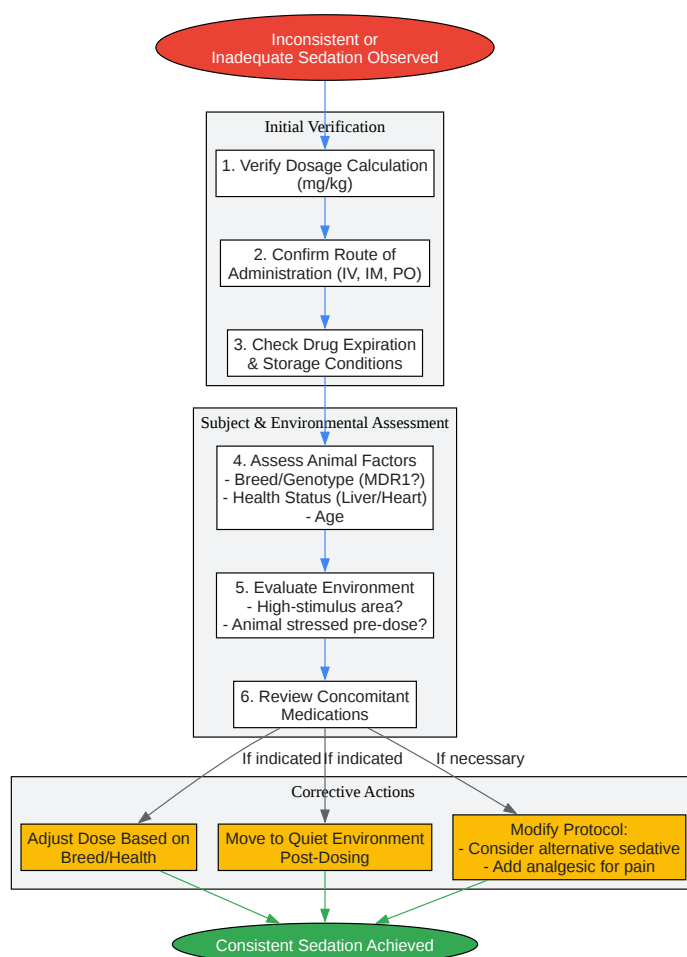 Inconsistent or
Inadequate Sedation Observed
Initial Verification
1. Verify Dosage Calculation
(mg/kg)
2. Confirm Route of
Administration (IV, IM, PO)
3. Check Drug Expiration
& Storage Conditions
Subject & Environmental Assessment
4. Assess Animal Factors
- Breed/Genotype (MDR1?)
- Health Status (Liver/Heart)
- Age
5. Evaluate Environment
- High-stimulus area?
- Animal stressed pre-dose?
6. Review Concomitant
Medications
If indicated
If indicated
If necessary
Corrective Actions
Adjust Dose Based on
Breed/Health
Move to Quiet Environment
Post-Dosing
Modify Protocol:
- Consider alternative sedative
- Add analgesic for pain
Consistent Sedation Achieved